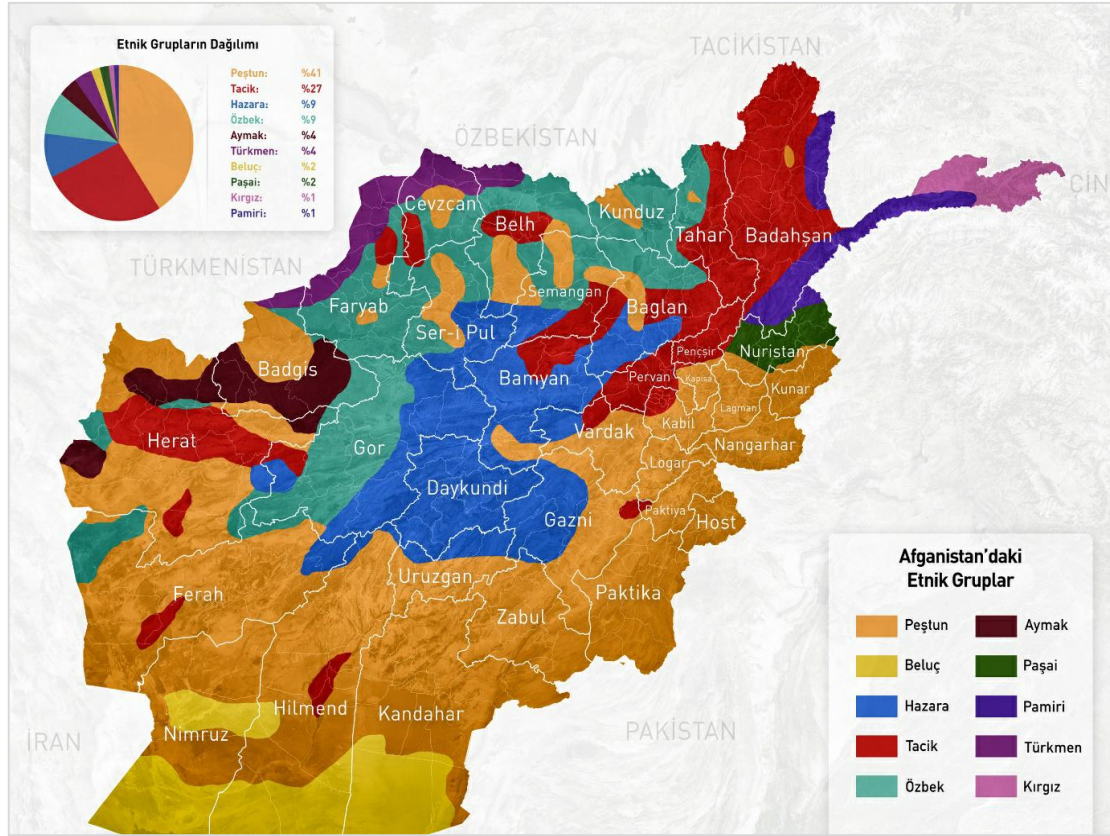 Etnik Grupların Dağılımı
Peştun: %41
Tacik: %27
Hazara: %9
Özbek: %9
Aymak: %4
Türkmen: %4
Beluç: %2
Paşai: %2
Kırgız: %1
Pamiri: %1
TACİKİSTAN
ÖZBEKİSTAN
ÇİN
TÜRKMENİSTAN
Cevzcan
Belh
Kunduz
Tahar
Badahşan
Faryab
Semangan
Baglan
Ser-i Pul
Badgis
Bamyan
Pençşir
Nuristan
Pervan
Kapisa
Kunar
Lagman
Herat
Gor
Vardak
Kabil
Nangarhar
Logar
Daykundi
Gazni
Paktiya
Host
Uruzgan
Ferah
Zabul
Paktika
Hilmend
Kandahar
Nimruz
İRAN
PAKİSTAN
Afganistan’daki
Etnik Gruplar
Peştun
Aymak
Beluç
Paşai
Hazara
Pamiri
Tacik
Türkmen
Özbek
Kırgız